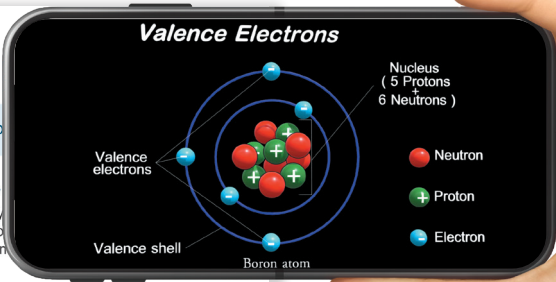 Valence Electrons
Nucleus
( 5 Protons
+
6 Neutrons )
Valence
electrons
Neutron
Proton
Electron
Valence shell
Boron atom